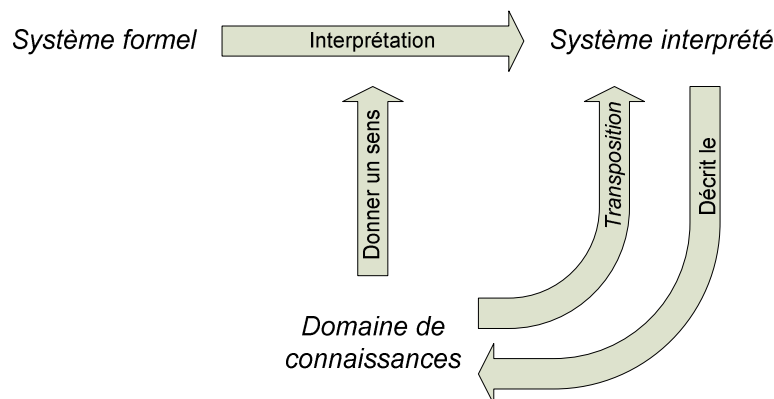 Système formel
Interprétation
Système interprété
Donner un sens
Transposition
Décrit le
Domaine de
connaissances